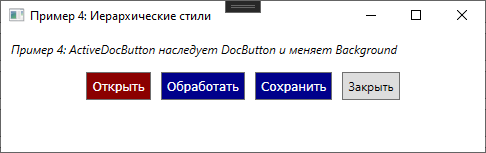 Пример 4: Иерархические стили
Пример 4: ActiveDocButton наследует DocButton и меняет Background
Открыть Обработать Сохранить Закрыть